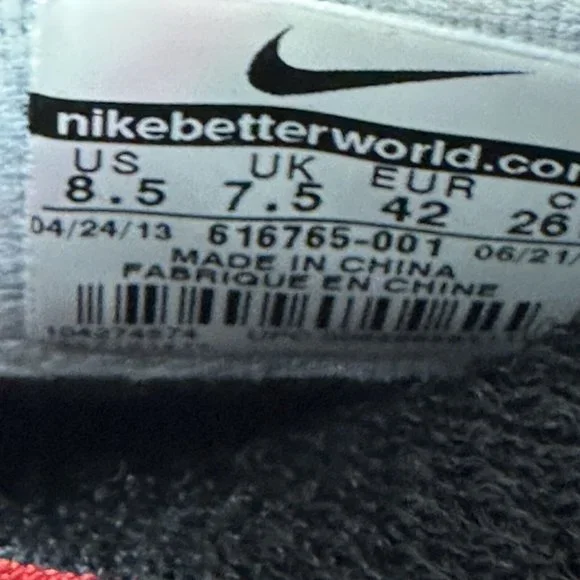 nikebetterworld.co
US UK EUR C
8.5 7.5 42 26
04/24/13 616765-001 06/21/
MADE IN CHINA
FABRIQUE EN CHINE